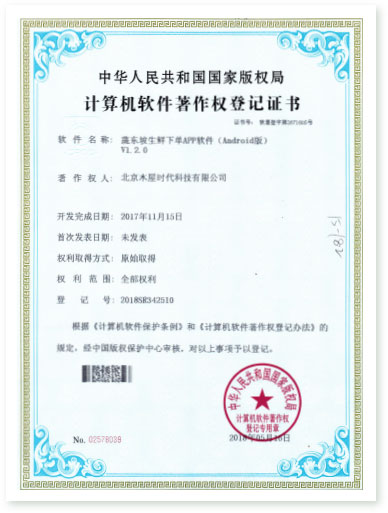 中华人民共和国国家版权局
计算机软件著作权登记证书
证书号： 软著登字第2671605号
软件名称： 蓬东坡生鲜下单APP软件（Android版）
V1.2.0
著作权人： 北京木屋时代科技有限公司
开发完成日期： 2017年11月15日
首次发表日期： 未发表
权利取得方式： 原始取得
权利范围： 全部权利
登记号： 2018SR342510
根据《计算机软件保护条例》和《计算机软件著作权登记办法》的
规定，经中国版权保护中心审核，对以上事项予以登记。
中华人民共和国国家版权局
计算机软件著作权
登记专用章
2018年05月16日
No. 02578039